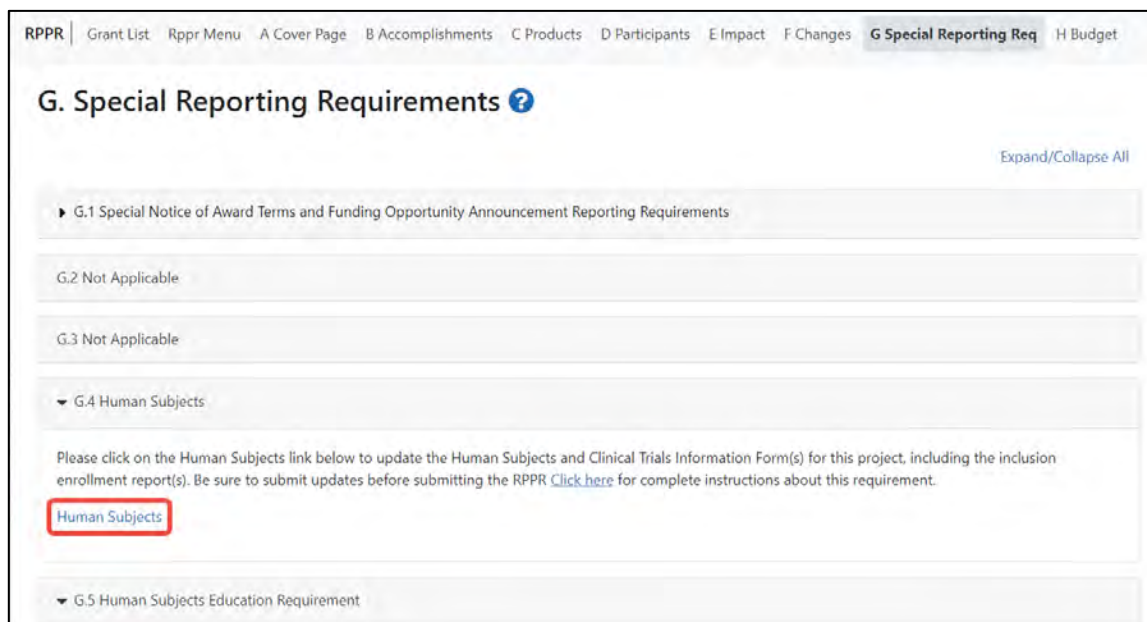 RPPR Grant List Rppr Menu A Cover Page B Accomplishments C Products D Participants E Impact F Changes G Special Reporting Req H Budget
G. Special Reporting Requirements ?
Expand/Collapse All
G.1 Special Notice of Award Terms and Funding Opportunity Announcement Reporting Requirements
G.2 Not Applicable
G.3 Not Applicable
G.4 Human Subjects
Please click on the Human Subjects link below to update the Human Subjects and Clinical Trials Information Form(s) for this project, including the inclusion
enrollment report(s). Be sure to submit updates before submitting the RPPR Click here for complete instructions about this requirement.
Human Subjects
G.5 Human Subjects Education Requirement